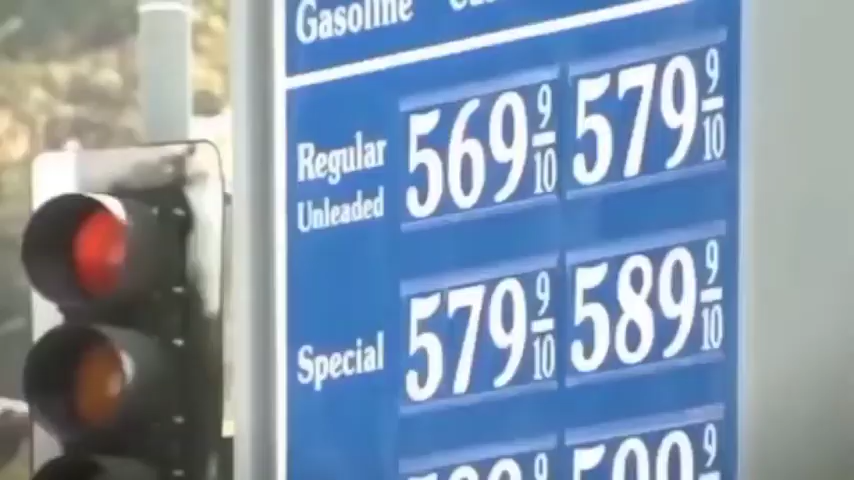 Gasoline
Regular
Unleaded
569 9/10
579 9/10
Special
579 9/10
589 9/10